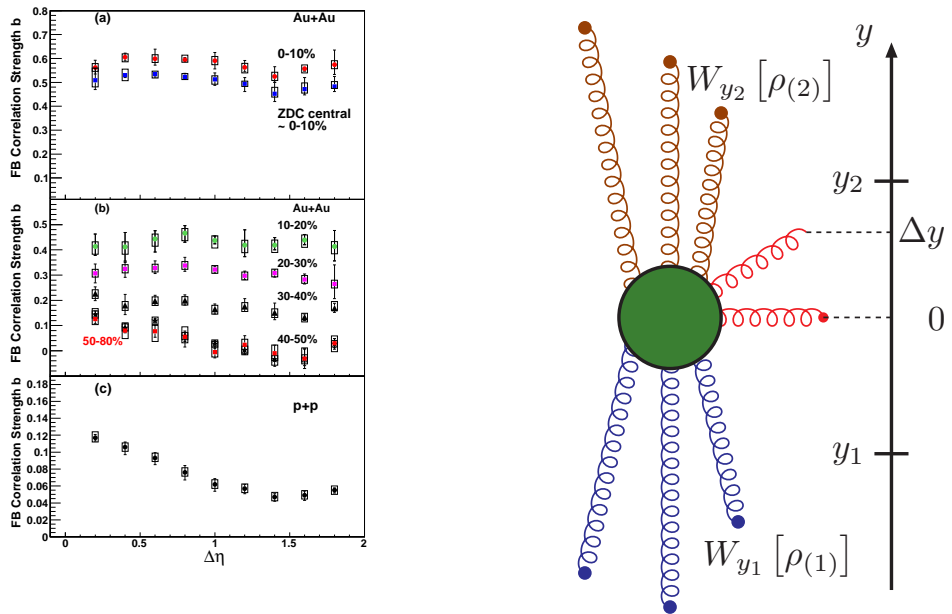 (a)
Au+Au
0-10%
ZDC central
~ 0-10%
FB Correlation Strength b
0.8
0.7
0.6
0.5
0.4
0.3
0.2
0.1
(b)
Au+Au
10-20%
20-30%
30-40%
50-80%
40-50%
FB Correlation Strength b
0.5
0.4
0.3
0.2
0.1
0
(c)
p+p
FB Correlation Strength b
0.18
0.16
0.14
0.12
0.1
0.08
0.06
0.04
0.02
0
0 0.5 1 1.5 2
Δη
y
W_{y_2} [ρ_{(2)}]
y_2
Δy
0
y_1
W_{y_1} [ρ_{(1)}]